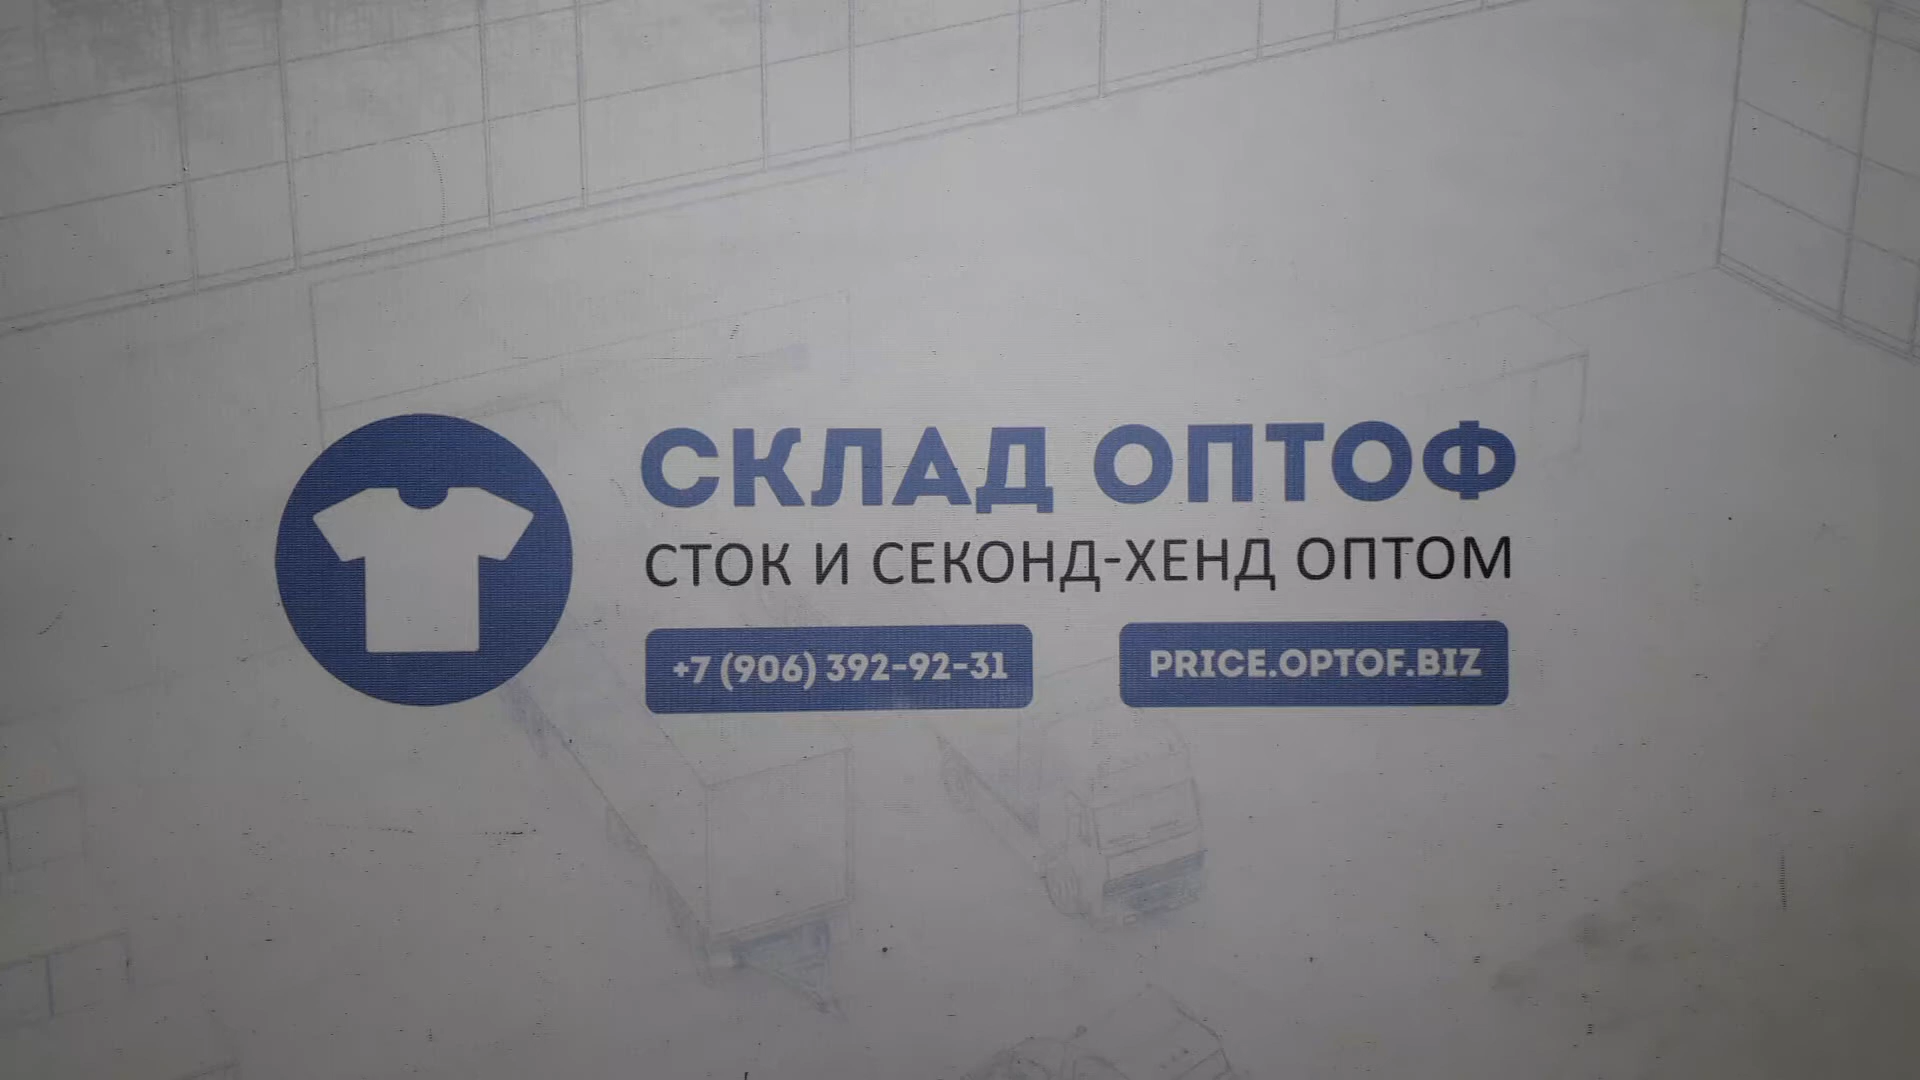 СКЛАД ОПТОФ
СТОК И СЕКОНД-ХЕНД ОПТОМ
+7 (906) 392-92-31
PRICE.OPTOF.BIZ